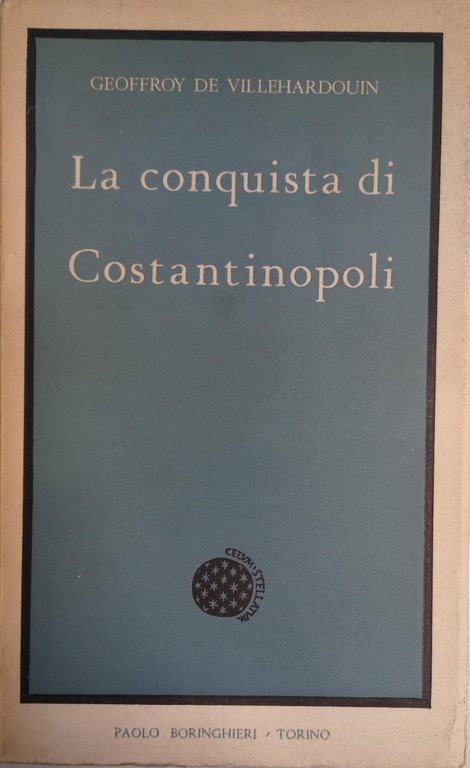 GEOFFROY DE VILLEHARDOUIN
La conquista di
Costantinopoli
CELVM·STELLATVM
PAOLO BORINGHIERI - TORINO